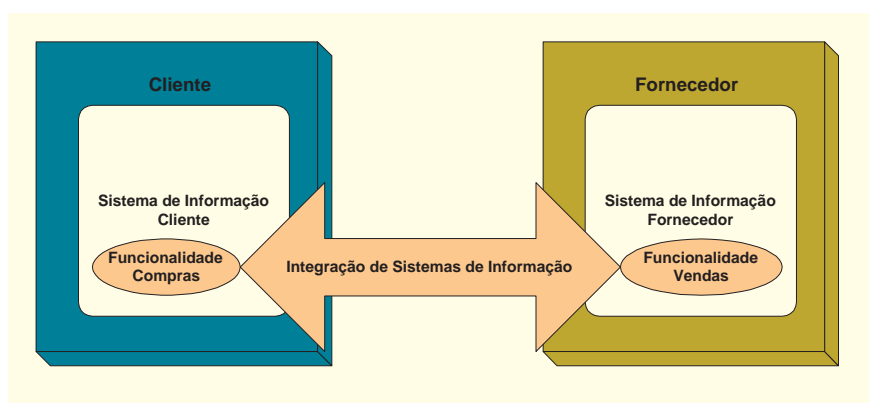 Cliente
Sistema de Informação
Cliente
Funcionalidade
Compras
Integração de Sistemas de Informação
Fornecedor
Sistema de Informação
Fornecedor
Funcionalidade
Vendas